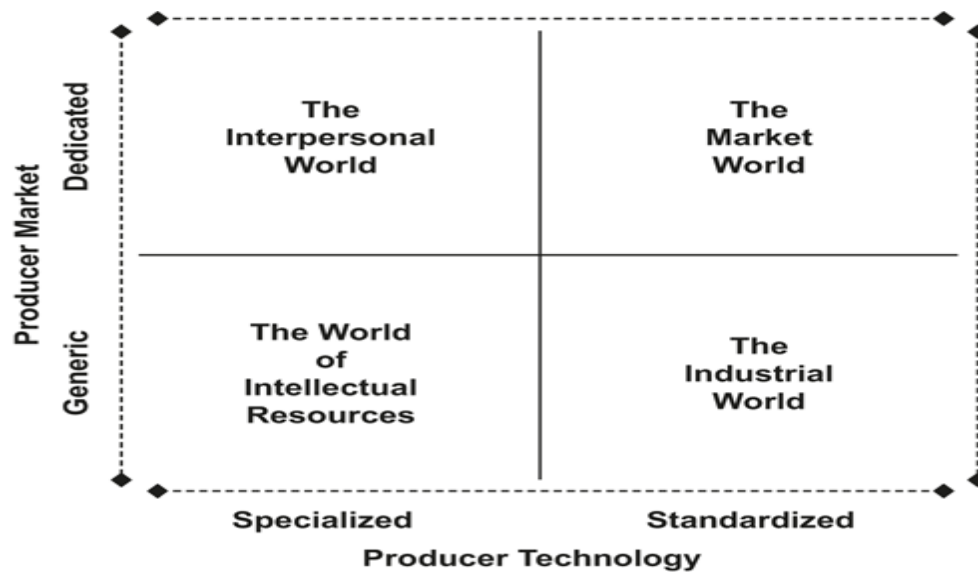 Producer Market
Dedicated
Generic
The
Interpersonal
World
The
Market
World
The World
of
Intellectual
Resources
The
Industrial
World
Specialized
Standardized
Producer Technology